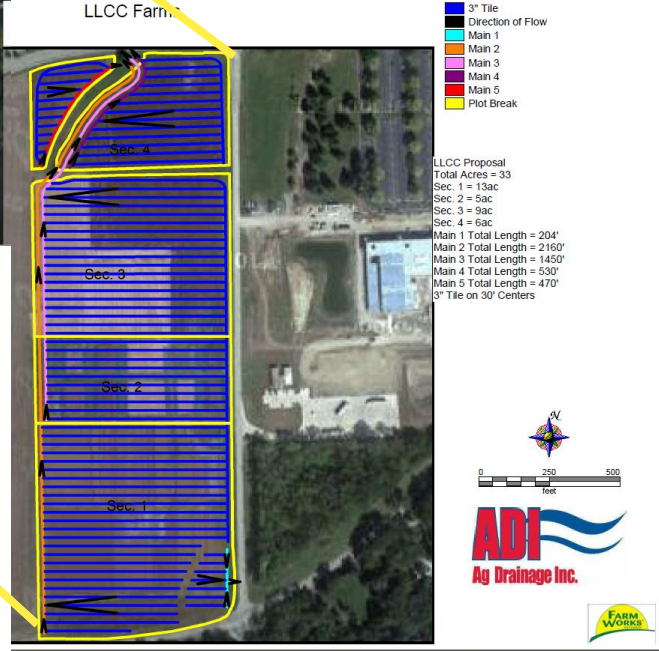 LLCC Farms
3" Tile
Direction of Flow
Main 1
Main 2
Main 3
Main 4
Main 5
Plot Break
Sec. 4
Sec. 3
Sec. 2
Sec. 1
LLCC Proposal
Total Acres = 33
Sec. 1 = 13ac
Sec. 2 = 5ac
Sec. 3 = 9ac
Sec. 4 = 6ac
Main 1 Total Length = 204'
Main 2 Total Length = 2160'
Main 3 Total Length = 1450'
Main 4 Total Length = 530'
Main 5 Total Length = 470'
3" Tile on 30' Centers
N
0 250 500
feet
ADI
Ag Drainage Inc.
FARM
WORKS